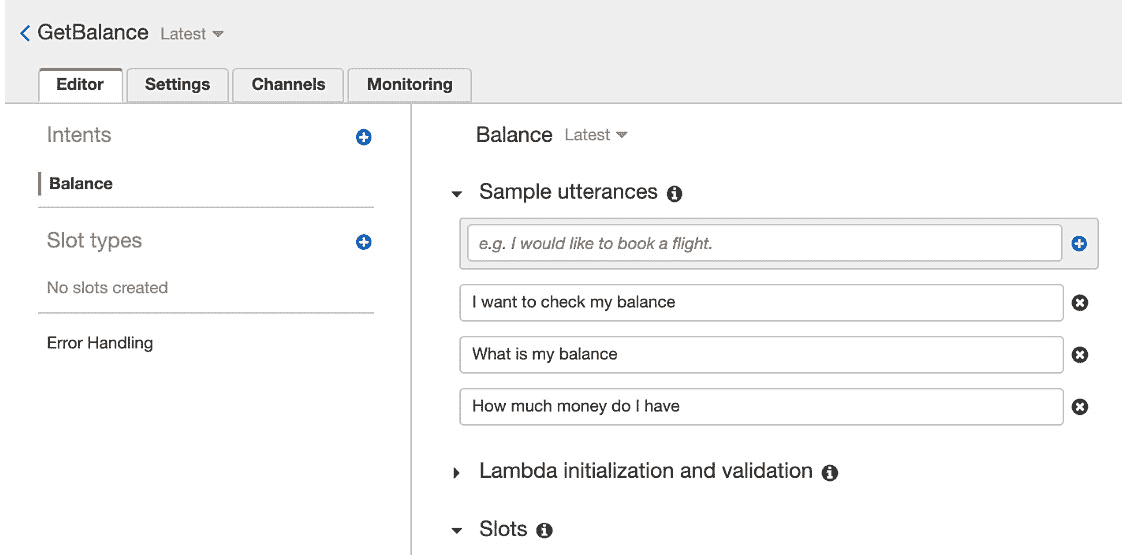 GetBalance Latest
Editor Settings Channels Monitoring
Intents
Balance
Slot types
No slots created
Error Handling
Balance Latest
Sample utterances
e.g. I would like to book a flight.
I want to check my balance
What is my balance
How much money do I have
Lambda initialization and validation
Slots